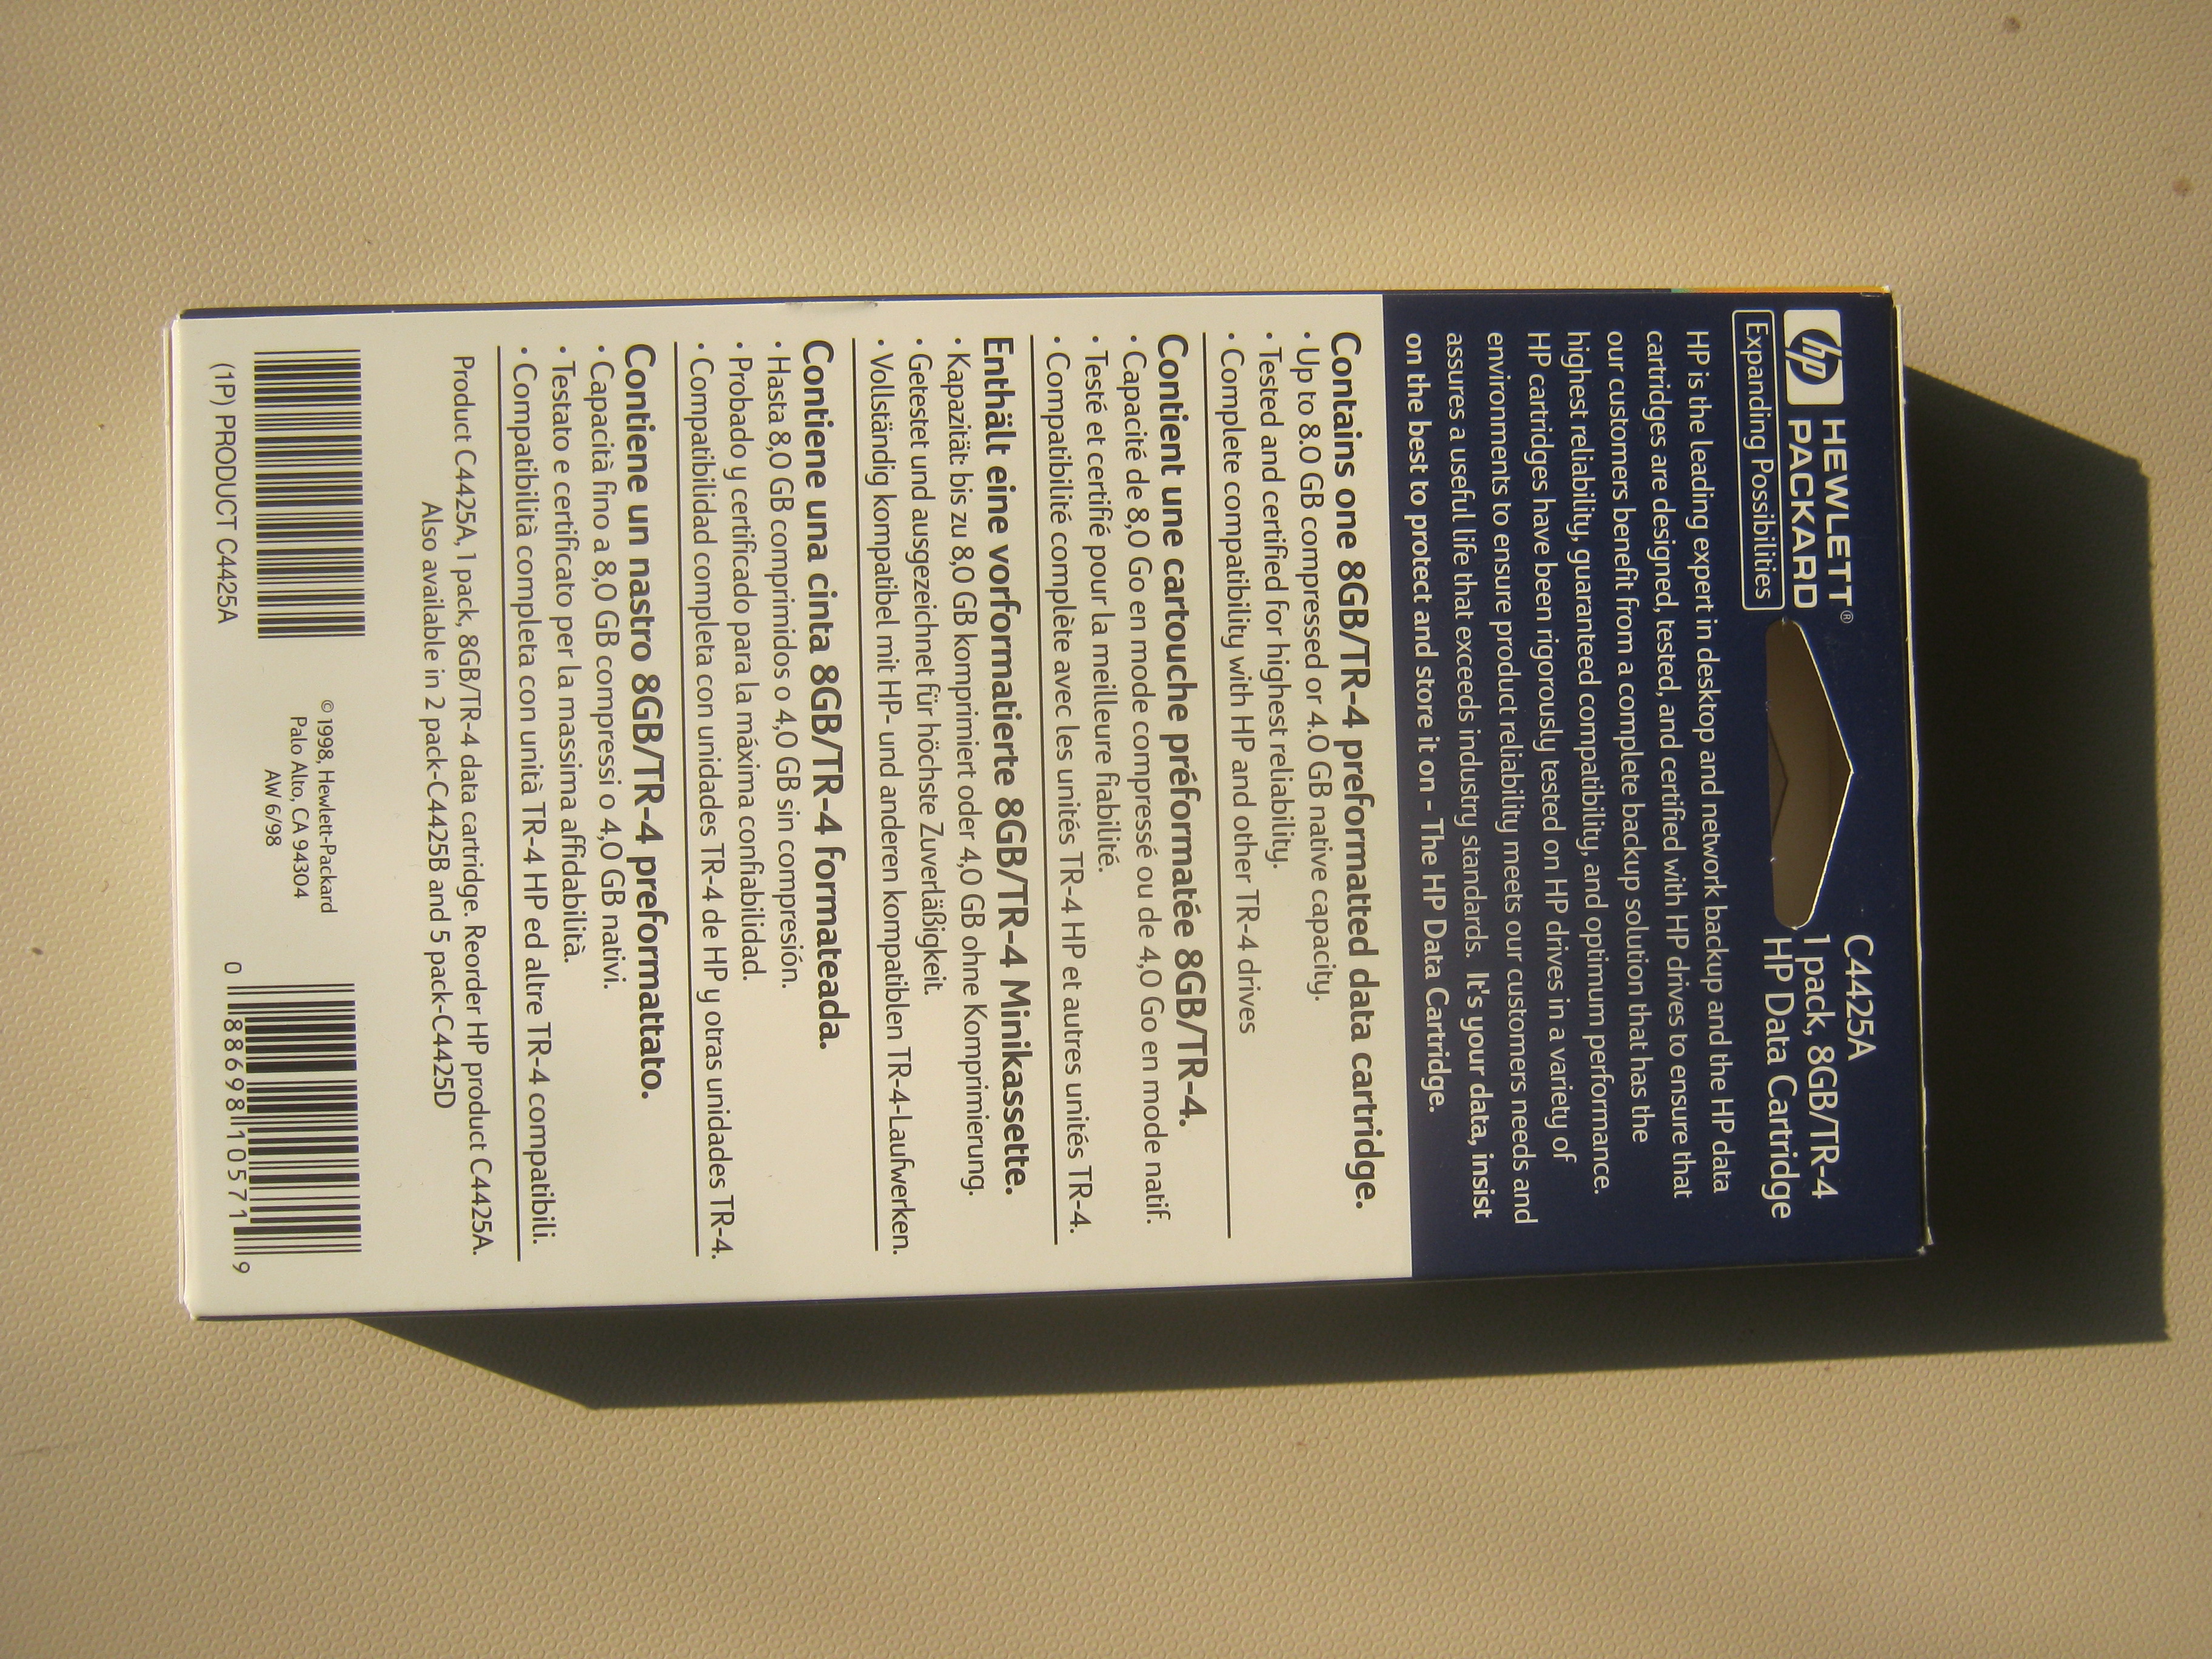 hp HEWLETT®
PACKARD
Expanding Possibilities
C4425A
1 pack, 8GB/TR-4
HP Data Cartridge
HP is the leading expert in desktop and network backup and the HP data
cartridges are designed, tested, and certified with HP drives to ensure that
our customers benefit from a complete backup solution that has the
highest reliability, guaranteed compatibility, and optimum performance.
HP cartridges have been rigorously tested on HP drives in a variety of
environments to ensure product reliability meets our customers needs and
assures a useful life that exceeds industry standards. It's your data, insist
on the best to protect and store it on - The HP Data Cartridge.
Contains one 8GB/TR-4 preformatted data cartridge.
• Up to 8.0 GB compressed or 4.0 GB native capacity.
• Tested and certified for highest reliability.
• Complete compatibility with HP and other TR-4 drives
Contient une cartouche préformatée 8GB/TR-4.
• Capacité de 8,0 Go en mode compressé ou de 4,0 Go en mode natif.
• Testé et certifié pour la meilleure fiabilité.
• Compatibilité complète avec les unités TR-4 HP et autres unités TR-4.
Enthält eine vorformatierte 8GB/TR-4 Minikassette.
• Kapazität: bis zu 8,0 GB komprimiert oder 4,0 GB ohne Komprimierung.
• Getestet und ausgezeichnet für höchste Zuverläßigkeit.
• Vollständig kompatibel mit HP- und anderen kompatiblen TR-4-Laufwerken.
Contiene una cinta 8GB/TR-4 formateada.
• Hasta 8,0 GB comprimidos o 4,0 GB sin compresión.
• Probado y certificado para la máxima confiabilidad.
• Compatibilidad completa con unidades TR-4 de HP y otras unidades TR-4.
Contiene un nastro 8GB/TR-4 preformattato.
• Capacità fino a 8,0 GB compressi o 4,0 GB nativi.
• Testato e certificato per la massima affidabilità.
• Compatibilità completa con unità TR-4 HP ed altre TR-4 compatibili.
Product C4425A, 1 pack, 8GB/TR-4 data cartridge. Reorder HP product C4425A.
Also available in 2 pack-C4425B and 5 pack-C4425D
(1P) PRODUCT C4425A
© 1998, Hewlett-Packard
Palo Alto, CA 94304
AW 6/98
0 88698 10571 9